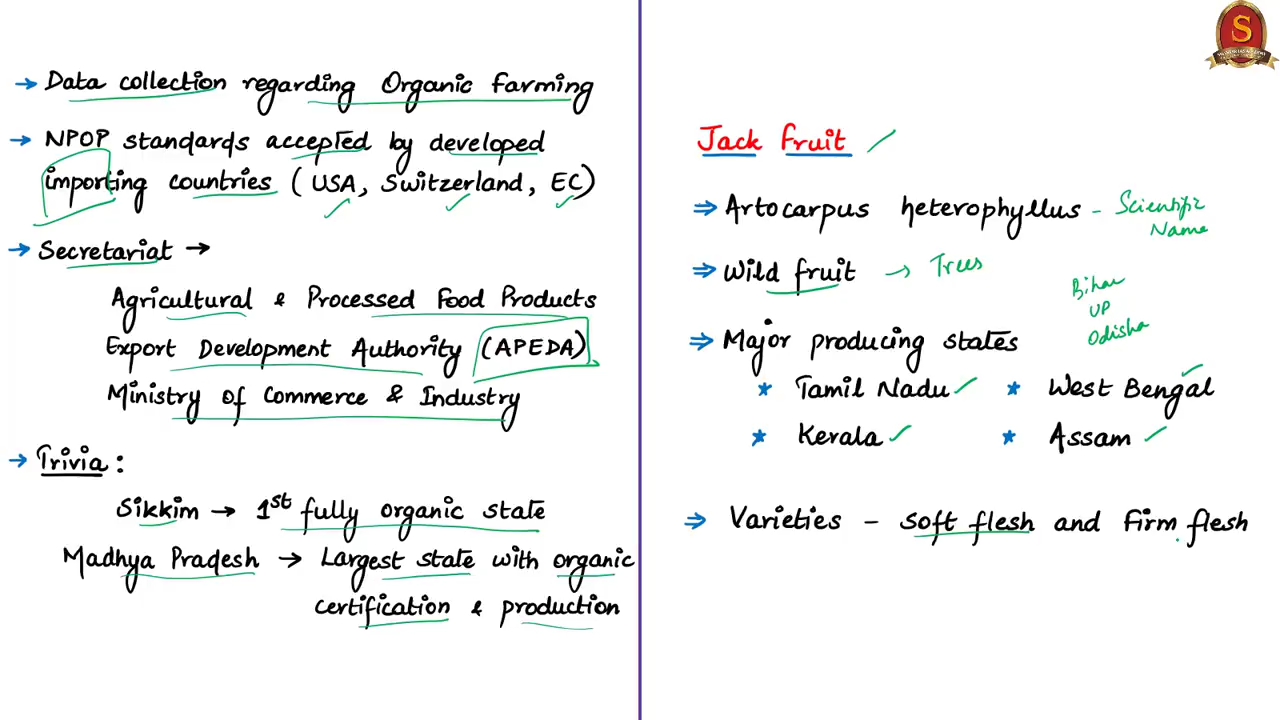 → Data collection regarding Organic farming
→ NPOP standards accepted by developed
importing countries (USA, Switzerland, EC)
→ Secretariat →
Agricultural & Processed Food Products
Export Development Authority (APEDA)
Ministry of Commerce & Industry
→ Trivia :
Sikkim → 1st fully organic state
Madhya Pradesh → Largest state with organic
certification & production
S
Jack fruit
⇒ Artocarpus heterophyllus - Scientific
Name
⇒ Wild fruit → Trees
Bihar
UP
Odisha
⇒ Major producing states
* Tamil Nadu ✓ * West Bengal ✓
* Kerala ✓ * Assam ✓
⇒ Varieties - soft flesh and firm flesh